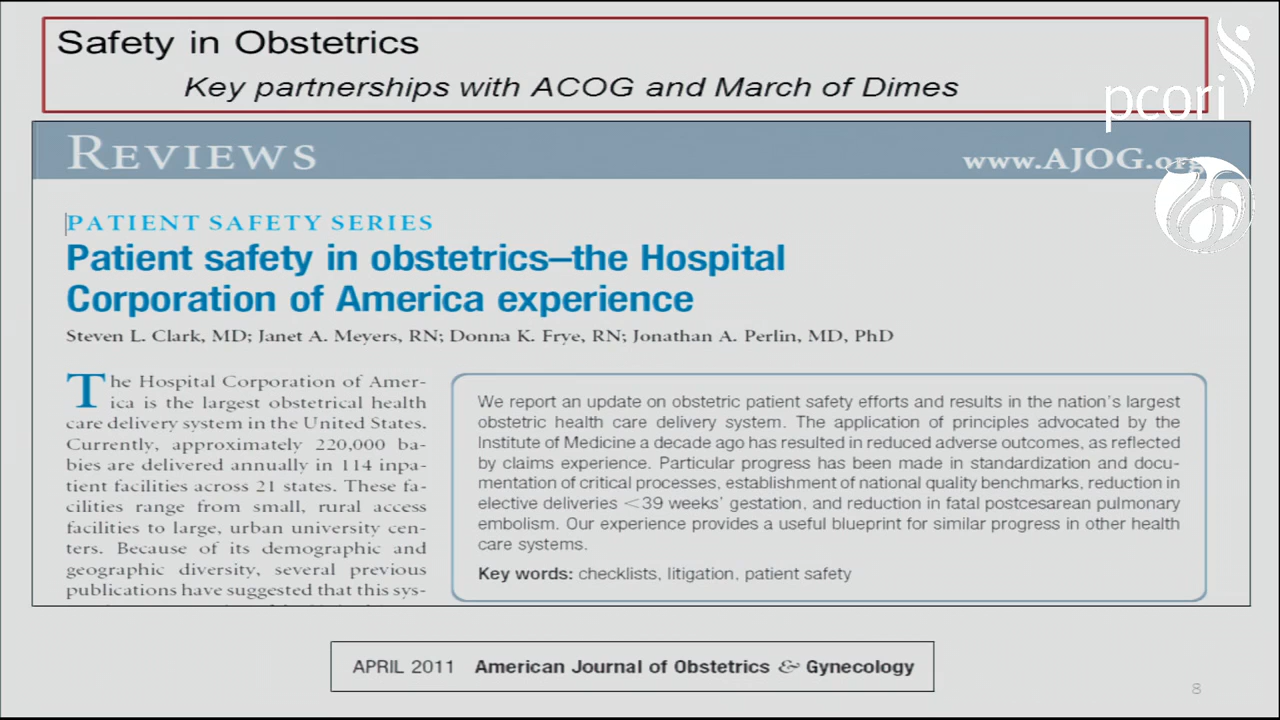 Safety in Obstetrics
Key partnerships with ACOG and March of Dimes
pcori
REVIEWS
www.AJOG.org
PATIENT SAFETY SERIES
Patient safety in obstetrics—the Hospital
Corporation of America experience
Steven L. Clark, MD; Janet A. Meyers, RN; Donna K. Frye, RN; Jonathan A. Perlin, MD, PhD
The Hospital Corporation of Amer-
ica is the largest obstetrical health
care delivery system in the United States.
Currently, approximately 220,000 ba-
bies are delivered annually in 114 inpa-
tient facilities across 21 states. These fa-
cilities range from small, rural access
facilities to large, urban university cen-
ters. Because of its demographic and
geographic diversity, several previous
publications have suggested that this sys-
We report an update on obstetric patient safety efforts and results in the nation's largest
obstetric health care delivery system. The application of principles advocated by the
Institute of Medicine a decade ago has resulted in reduced adverse outcomes, as reflected
by claims experience. Particular progress has been made in standardization and docu-
mentation of critical processes, establishment of national quality benchmarks, reduction in
elective deliveries <39 weeks' gestation, and reduction in fatal postcesarean pulmonary
embolism. Our experience provides a useful blueprint for similar progress in other health
care systems.
Key words: checklists, litigation, patient safety
APRIL 2011 American Journal of Obstetrics & Gynecology
8